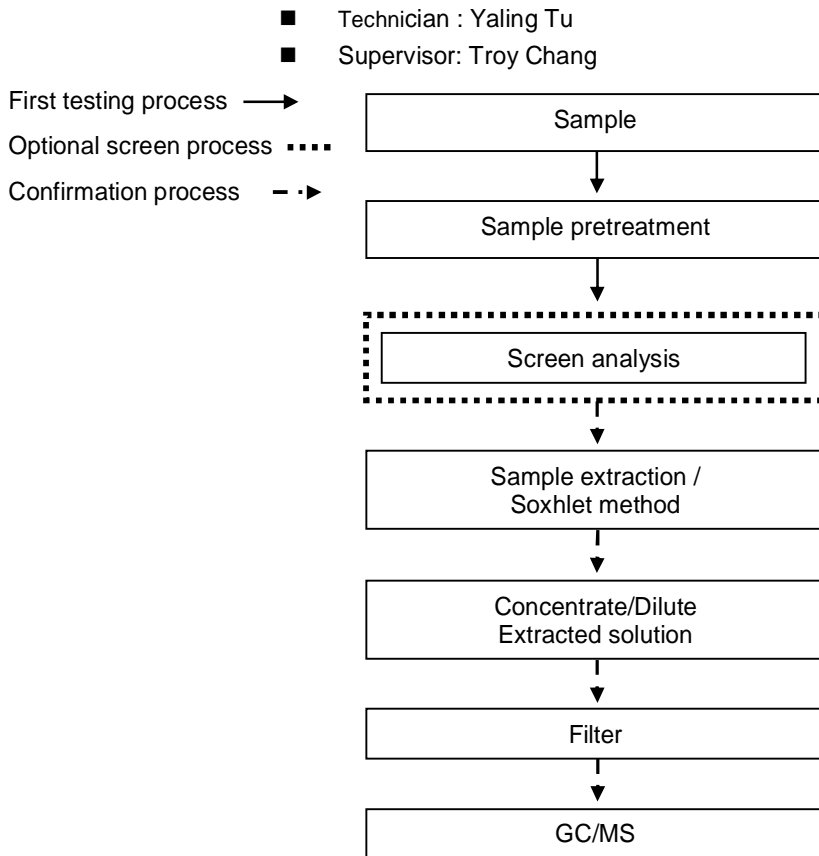 ■ Technician : Yaling Tu
■ Supervisor: Troy Chang
First testing process
Optional screen process
Confirmation process
Sample
Sample pretreatment
Screen analysis
Sample extraction /
Soxhlet method
Concentrate/Dilute
Extracted solution
Filter
GC/MS